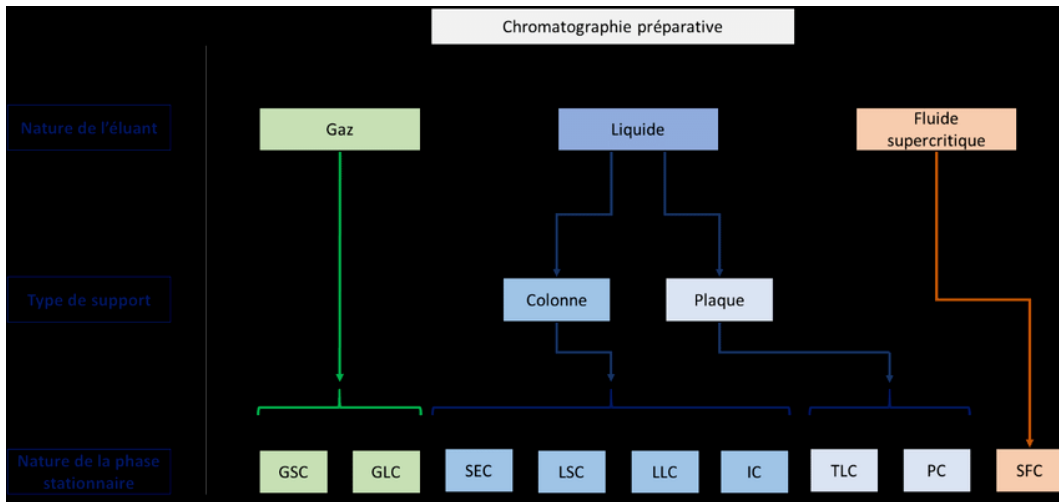 Chromatographie préparative
Nature de l'éluant
Gaz
Liquide
Fluide
supercritique
Type de support
Colonne
Plaque
Nature de la phase
stationnaire
GSC
GLC
SEC
LSC
LLC
IC
TLC
PC
SFC